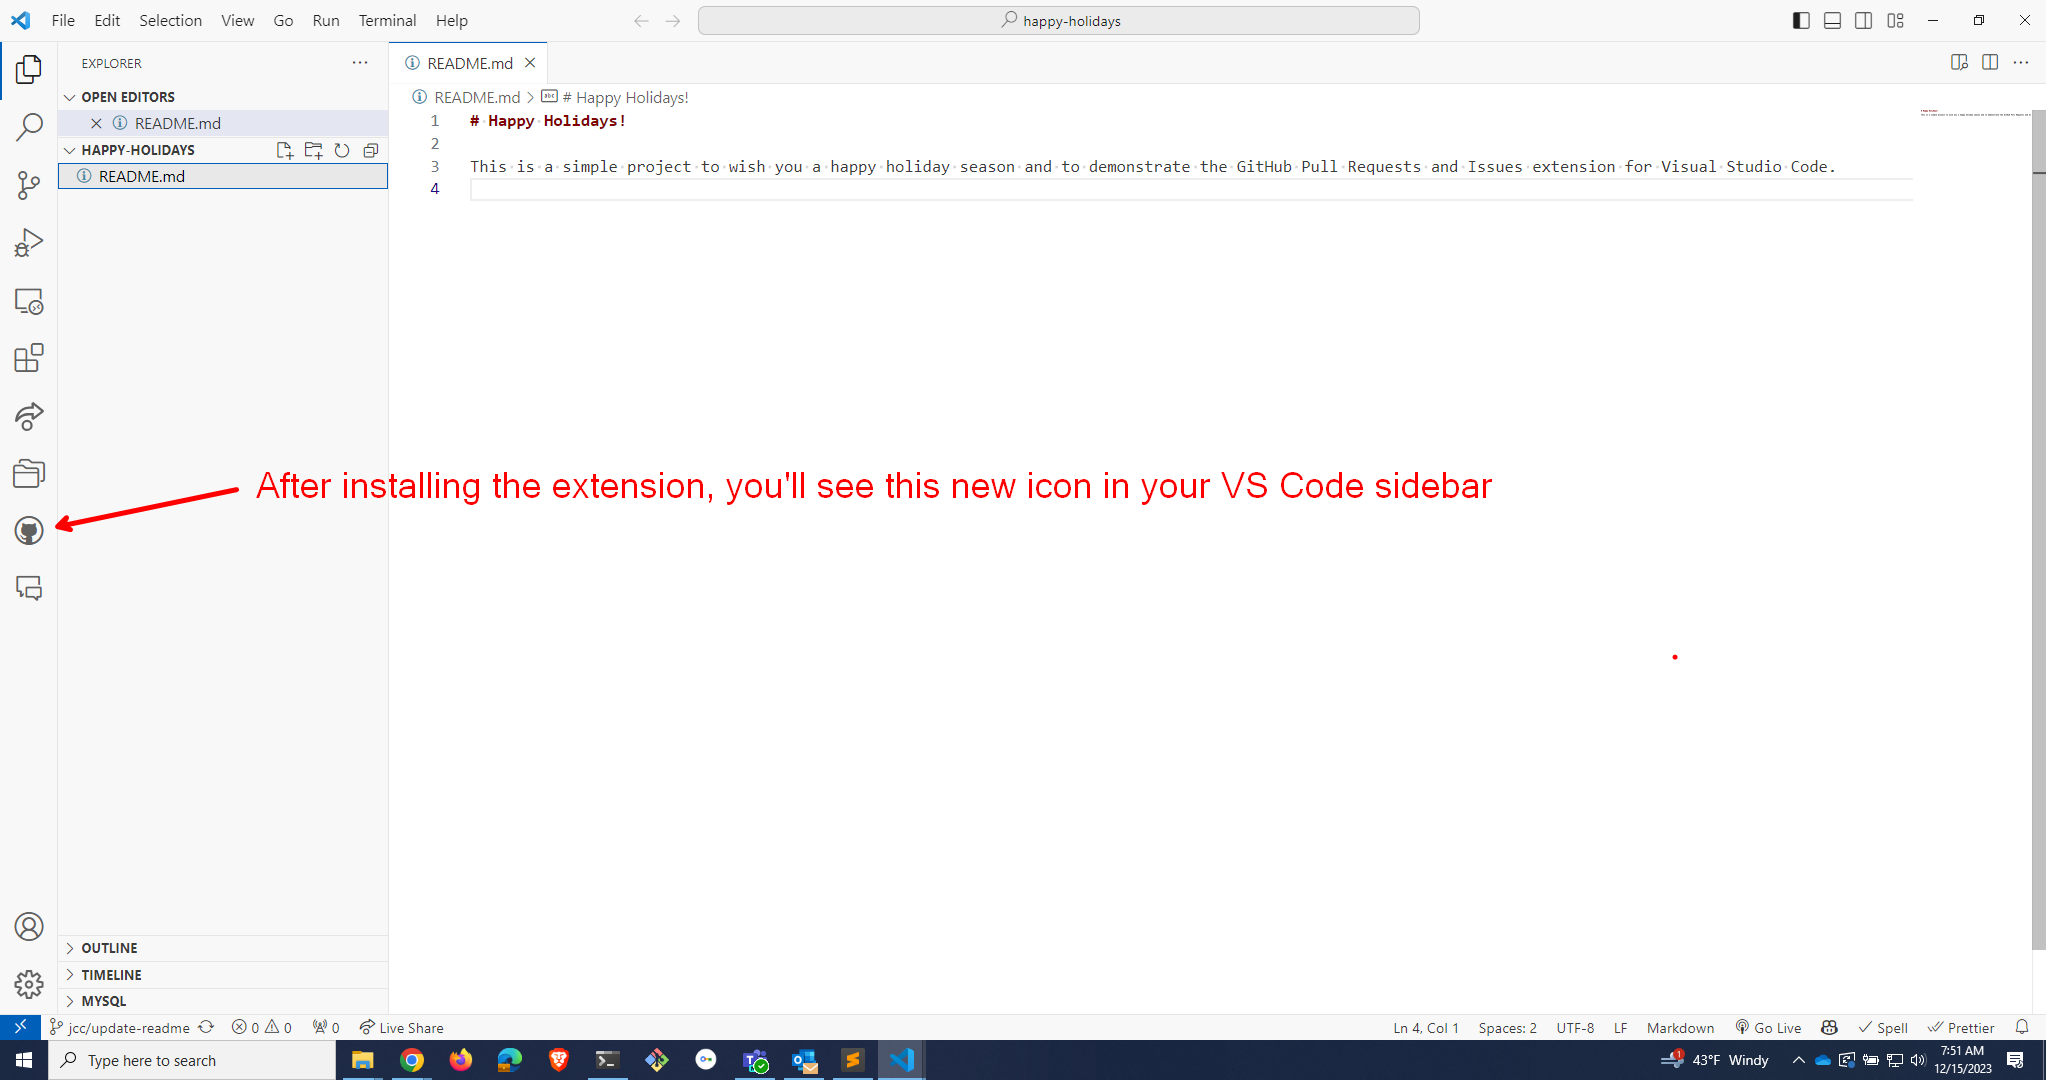 File Edit Selection View Go Run Terminal Help
happy-holidays
EXPLORER
README.md
OPEN EDITORS
README.md > # Happy Holidays!
README.md
1 # Happy Holidays!
HAPPY-HOLIDAYS
2
3 This is a simple project to wish you a happy holiday season and to demonstrate the GitHub Pull Requests and Issues extension for Visual Studio Code.
README.md
4
After installing the extension, you'll see this new icon in your VS Code sidebar
OUTLINE
TIMELINE
MYSQL
jcc/update-readme 0 0 0 Live Share
Ln 4, Col 1 Spaces: 2 UTF-8 LF Markdown Go Live Spell Prettier
Type here to search
1 43°F Windy
7:51 AM
12/15/2023